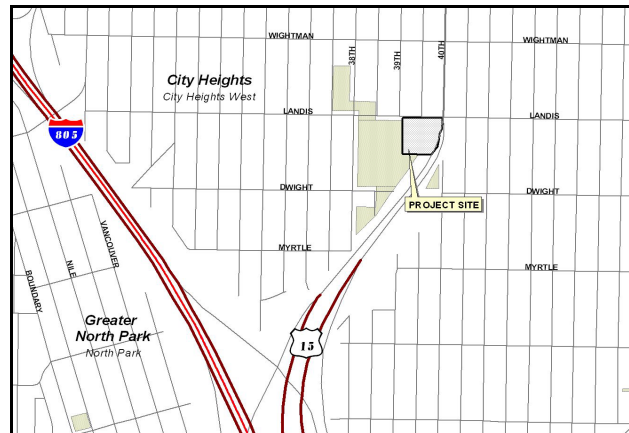 WIGHTMAN
WIGHTMAN
38TH
39TH
40TH
City Heights
City Heights West
LANDIS
LANDIS
805
DWIGHT
DWIGHT
PROJECT SITE
VANCOUVER
NILE
BOUNDARY
MYRTLE
MYRTLE
Greater
North Park
North Park
15